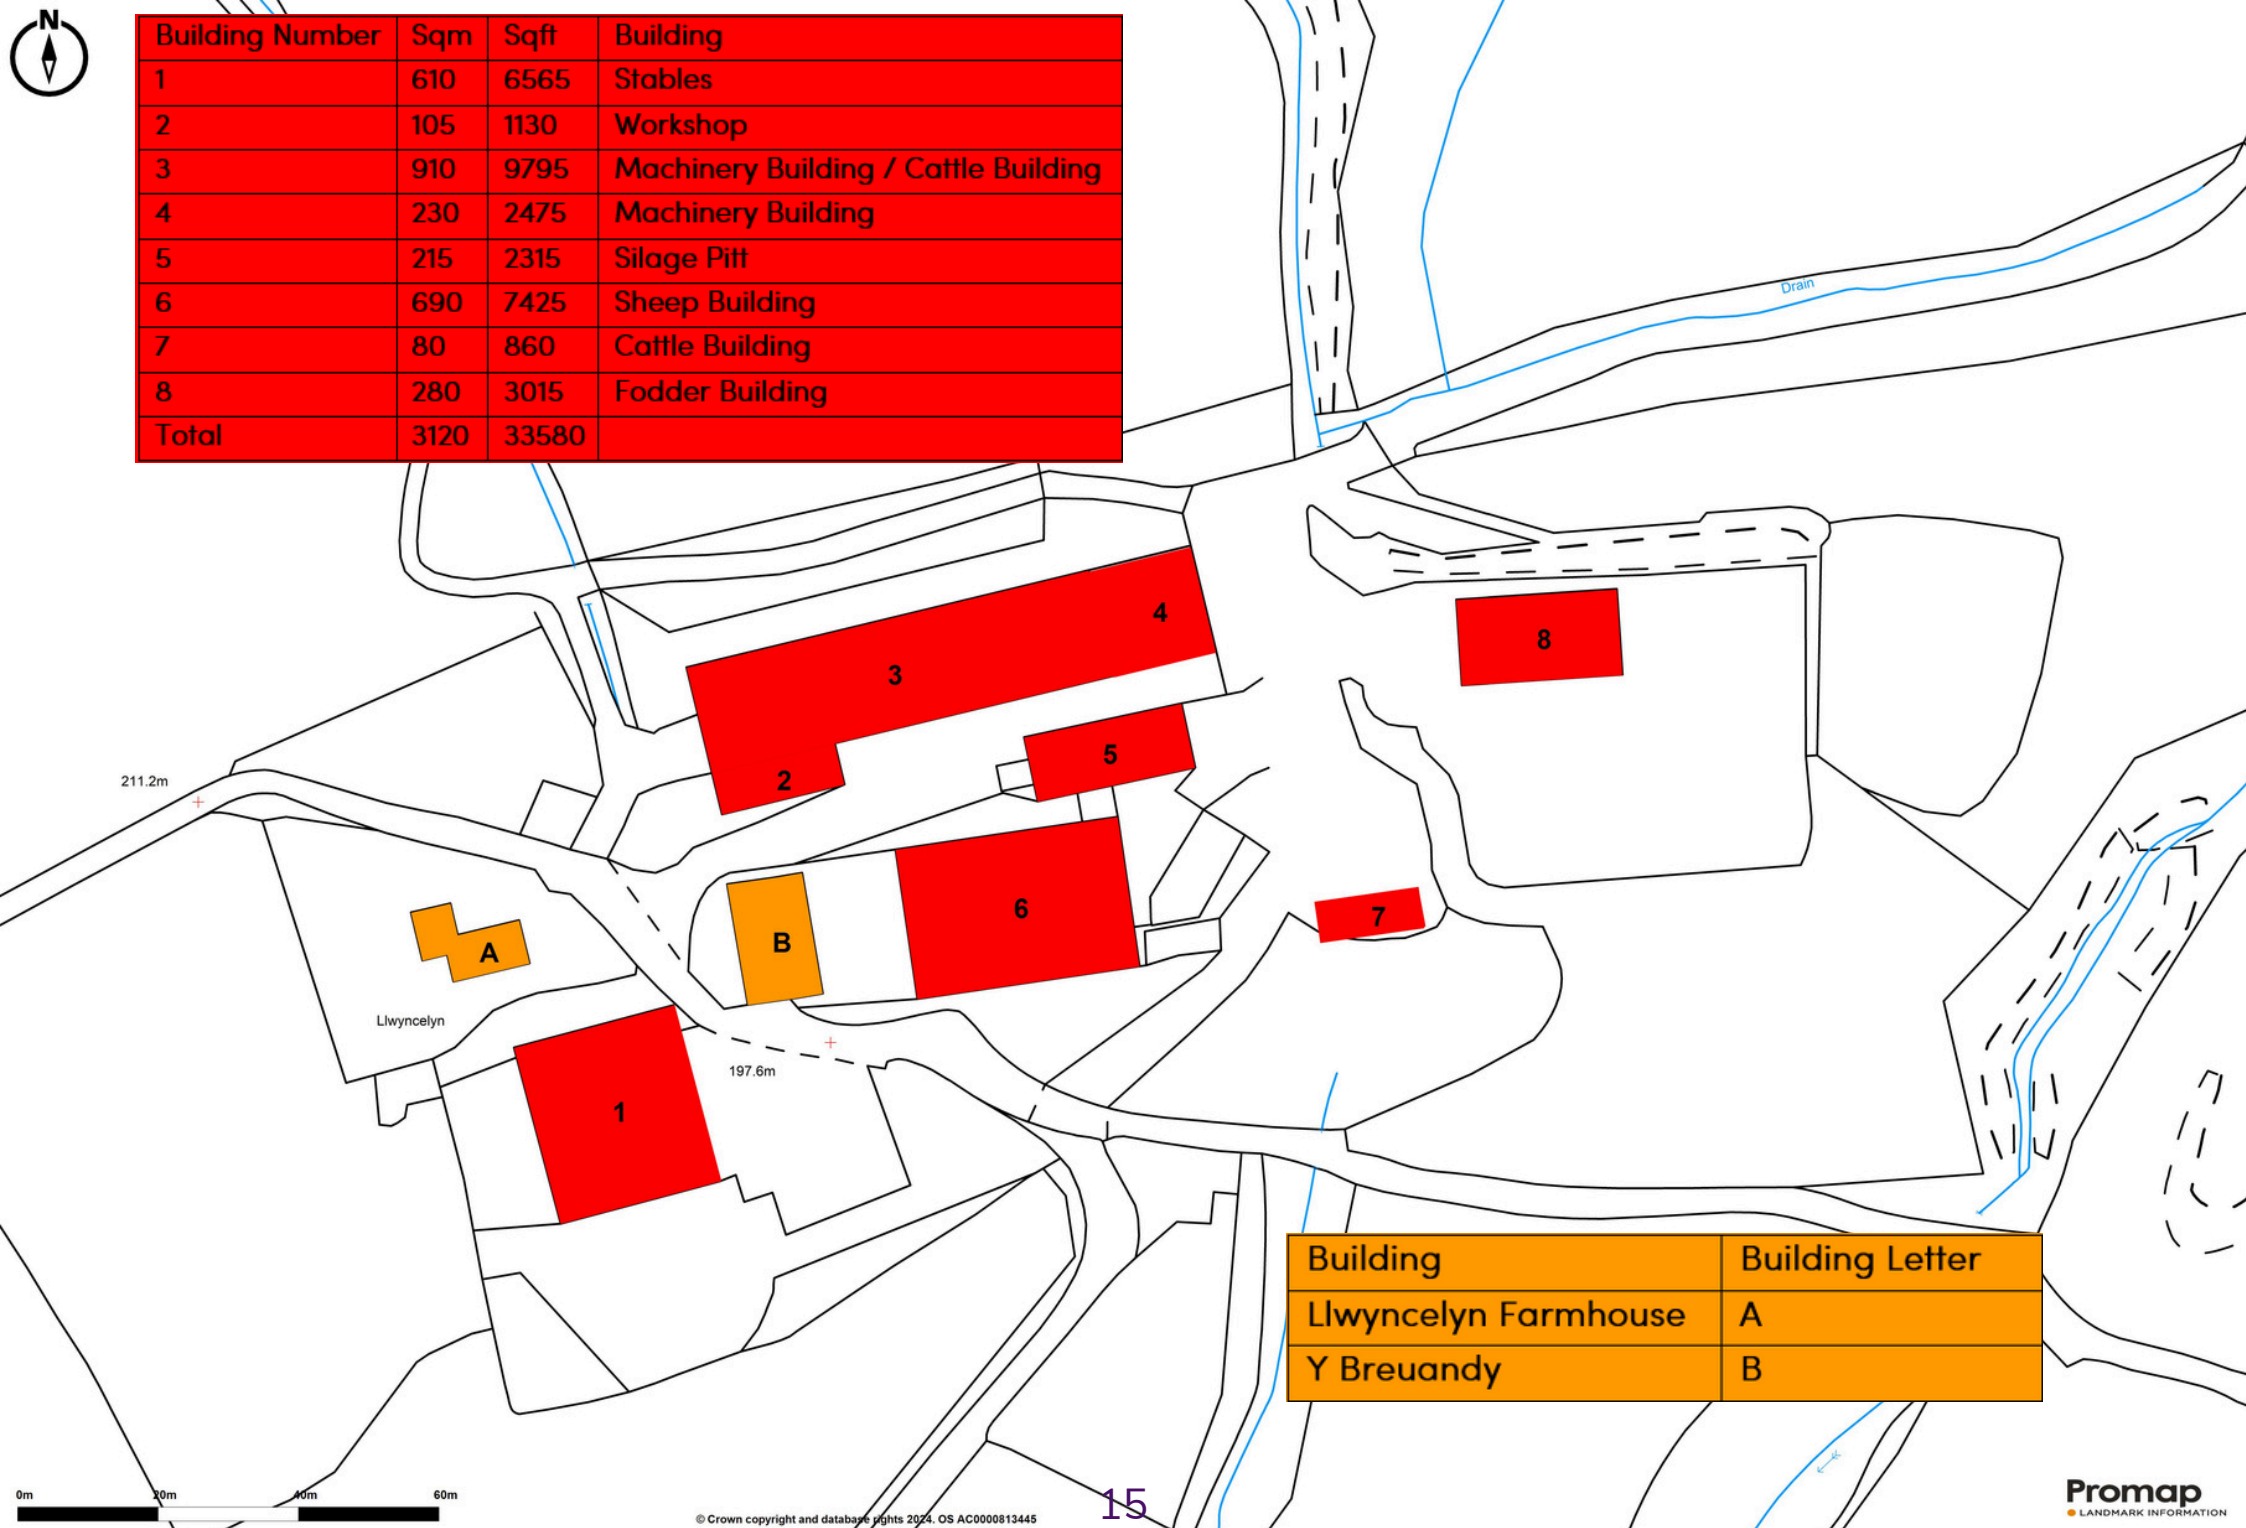 N
Building Number Sqm Sqft Building
1 610 6565 Stables
2 105 1130 Workshop
3 910 9795 Machinery Building / Cattle Building
4 230 2475 Machinery Building
5 215 2315 Silage Pitt
6 690 7425 Sheep Building
7 80 860 Cattle Building
8 280 3015 Fodder Building
Total 3120 33580
Drain
4
8
3
5
2
211.2m
6
7
B
A
Llwyncelyn
197.6m
1
Building Building Letter
Llwyncelyn Farmhouse A
Y Breuandy B
0m 20m 40m 60m
© Crown copyright and database rights 2024. OS AC0000813445
15
Promap
LANDMARK INFORMATION